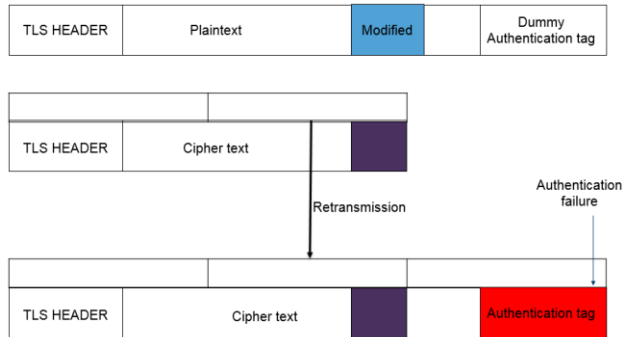 TLS HEADER
Plaintext
Modified
Dummy
Authentication tag
TLS HEADER
Cipher text
Retransmission
Authentication
failure
TLS HEADER
Cipher text
Authentication tag